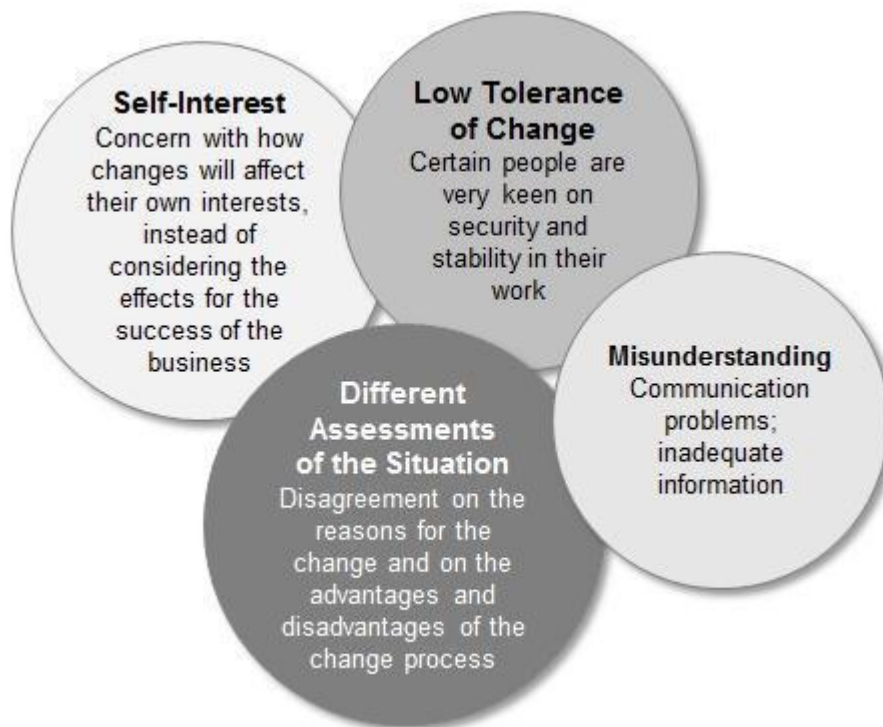 Self-Interest
Concern with how
changes will affect
their own interests,
instead of
considering the
effects for the
success of the
business
Low Tolerance
of Change
Certain people are
very keen on
security and
stability in their
work
Different
Assessments
of the Situation
Disagreement on the
reasons for the
change and on the
advantages and
disadvantages of the
change process
Misunderstanding
Communication
problems;
inadequate
information